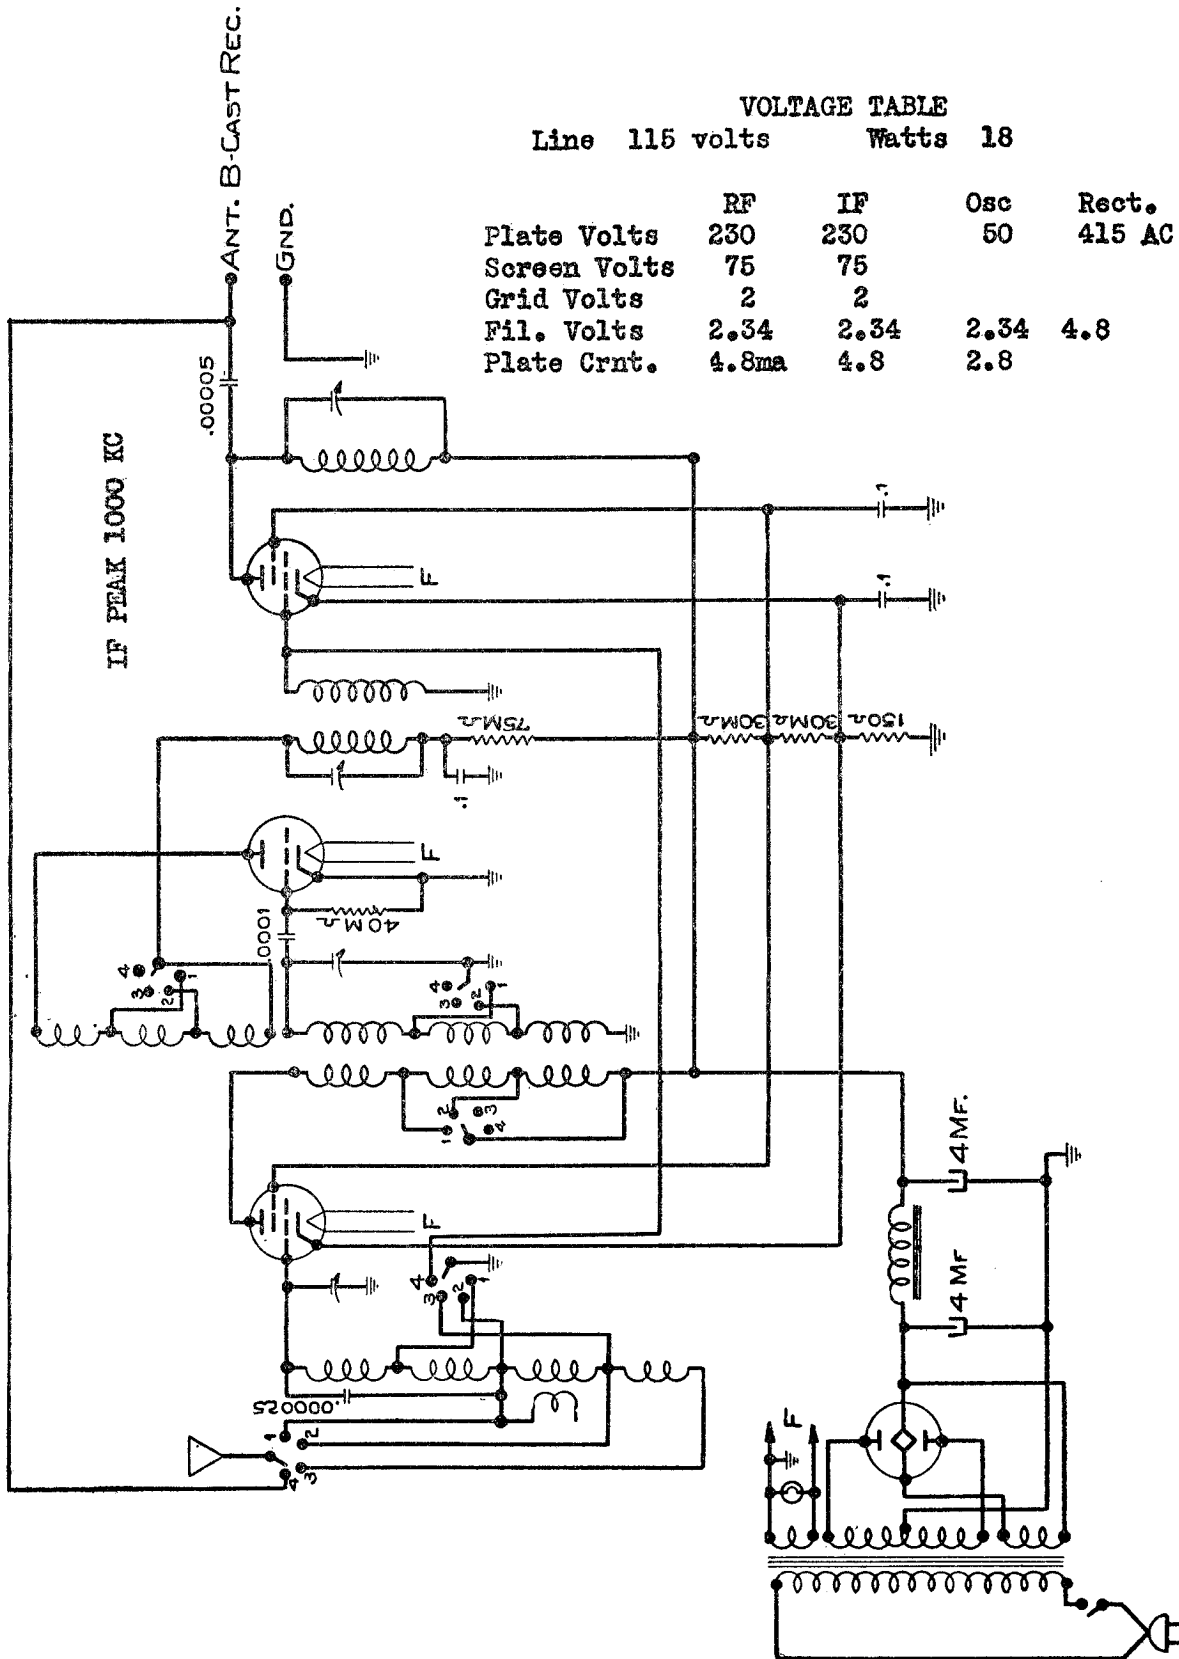 VOLTAGE TABLE
Line 115 volts Watts 18
RF IF Osc Rect.
Plate Volts 230 230 50 415 AC
Screen Volts 75 75
Grid Volts 2 2
Fil. Volts 2.34 2.34 2.34 4.8
Plate Crnt. 4.8ma 4.8 2.8
ANT. B-CAST REC.
GND.
.00005
IF PEAK 1000 KC
F
.1
.1
75MΩ
30MΩ
30MΩ
150Ω
.1
F
40MΩ
.0001
4
3
2
1
4
3
2
1
2
3
1
4
F
4
3
2
1
.000025
1
2
3
4
4 MF.
4 MF
F